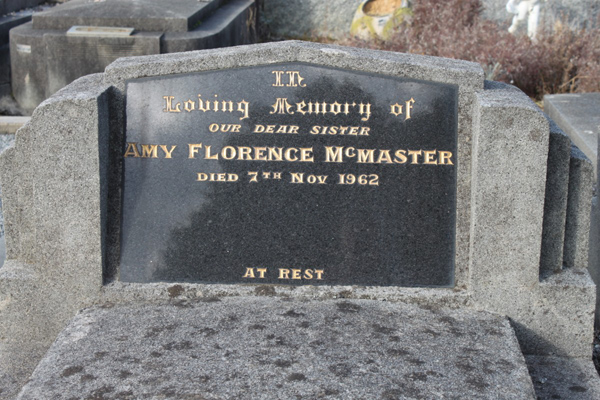 In
Loving Memory of
OUR DEAR SISTER
AMY FLORENCE McMASTER
DIED 7TH NOV 1962
AT REST